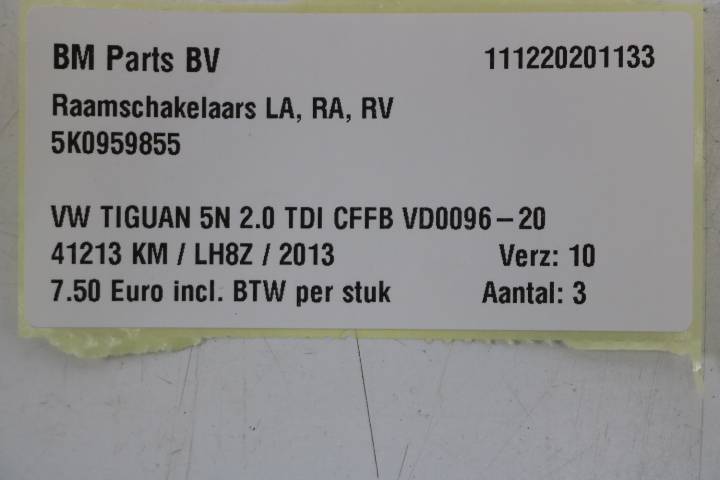 BM Parts BV 111220201133
Raamschakelaars LA, RA, RV
5K0959855
VW TIGUAN 5N 2.0 TDI CFFB VD0096-20
41213 KM / LH8Z / 2013 Verz: 10
7.50 Euro incl. BTW per stuk Aantal: 3